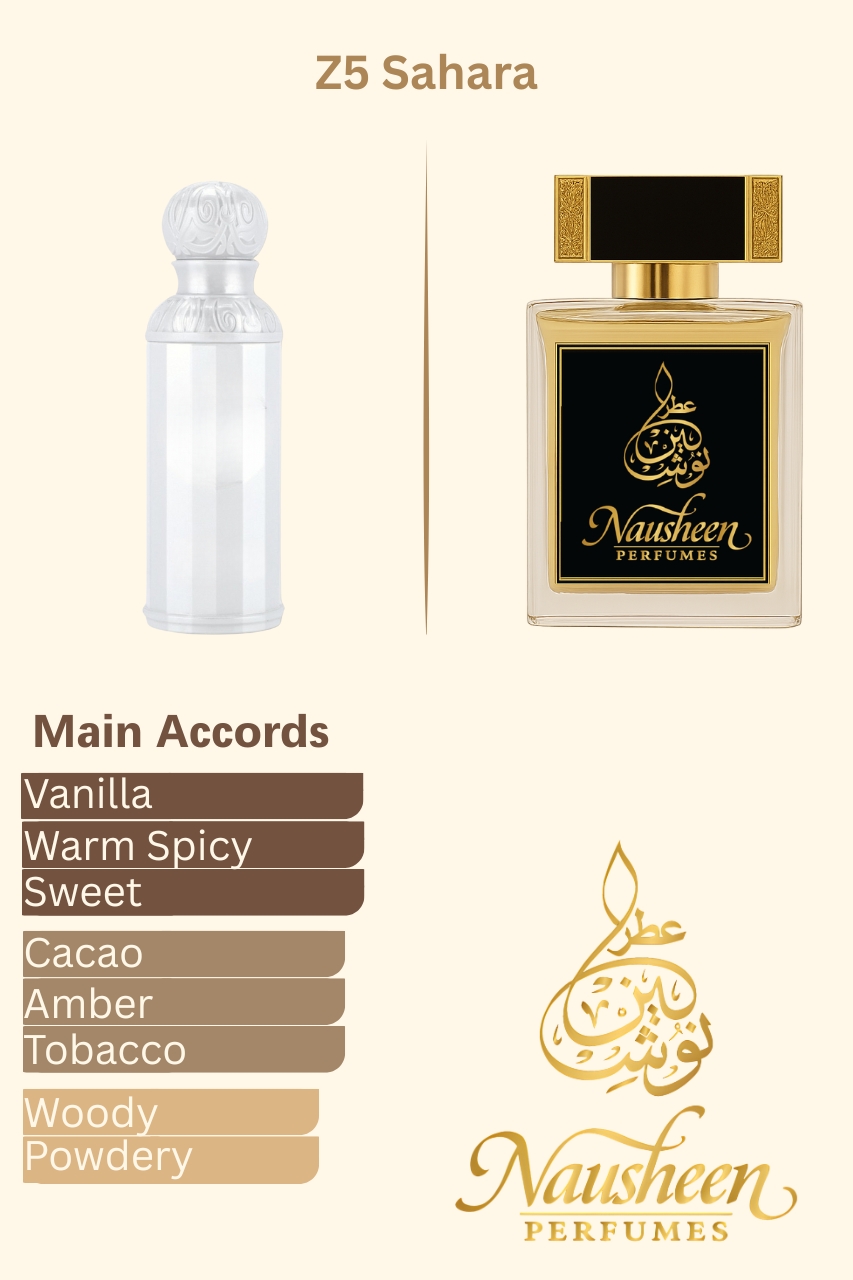 Z5 Sahara
عطر
نوشين
Nausheen
PERFUMES
Main Accords
Vanilla
Warm Spicy
Sweet
Cacao
Amber
Tobacco
Woody
Powdery
عطر
نوشين
Nausheen
PERFUMES